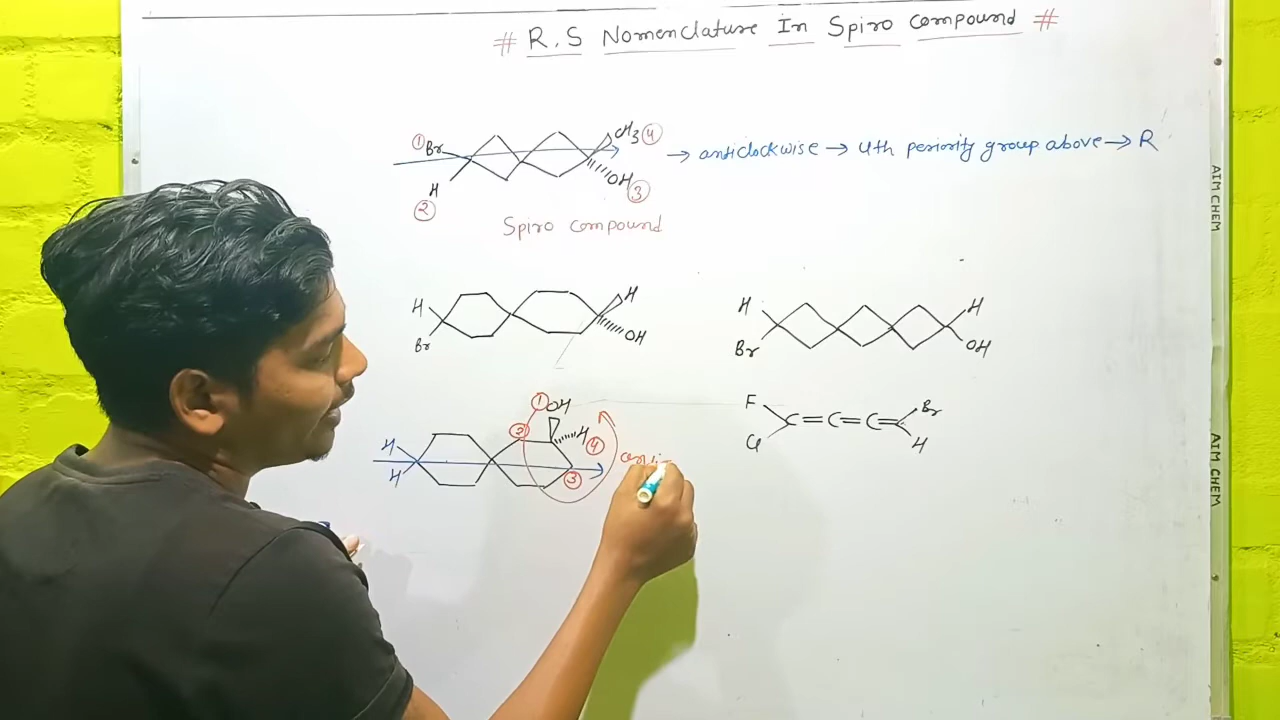 # R.S Nomenclature In Spiro compound #
① Br CH3 ④
H ② OH ③
→ anticlockwise → 4th periority group above → R
Spiro compound
H H
Br OH
H H
Br OH
① OH
② H ④
H
H ③
F Br
Cl C=C=C= H
AIM CHEM
AIM CHEM